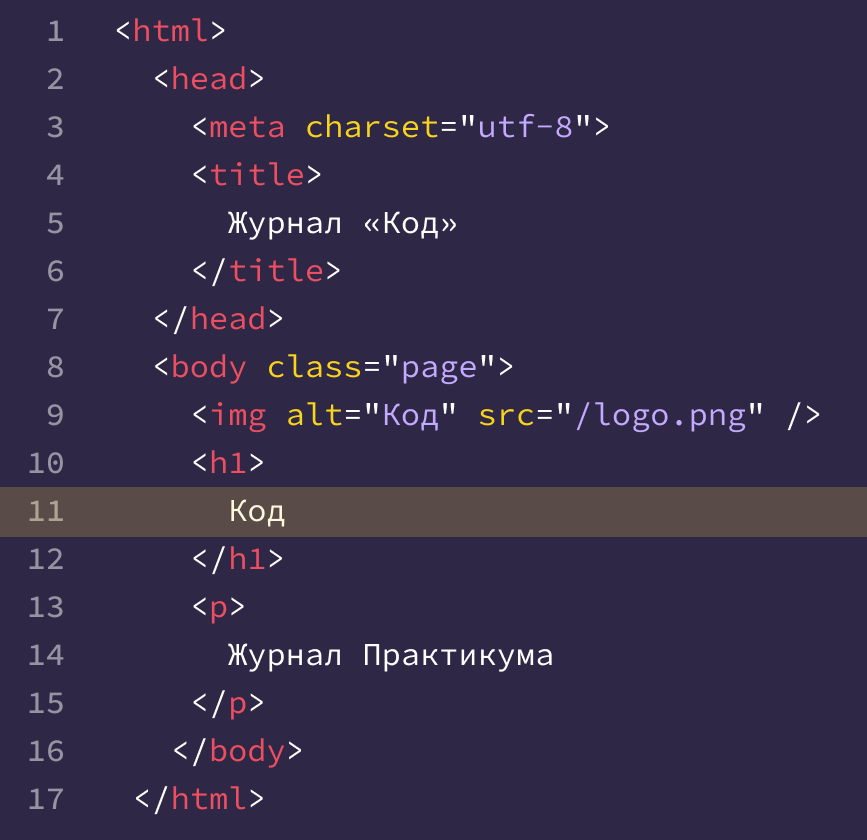 1 <html>
2 <head>
3 <meta charset="utf-8">
4 <title>
5 Журнал «Код»
6 </title>
7 </head>
8 <body class="page">
9 <img alt="Код" src="/logo.png" />
10 <h1>
11 Код
12 </h1>
13 <p>
14 Журнал Практикума
15 </p>
16 </body>
17 </html>